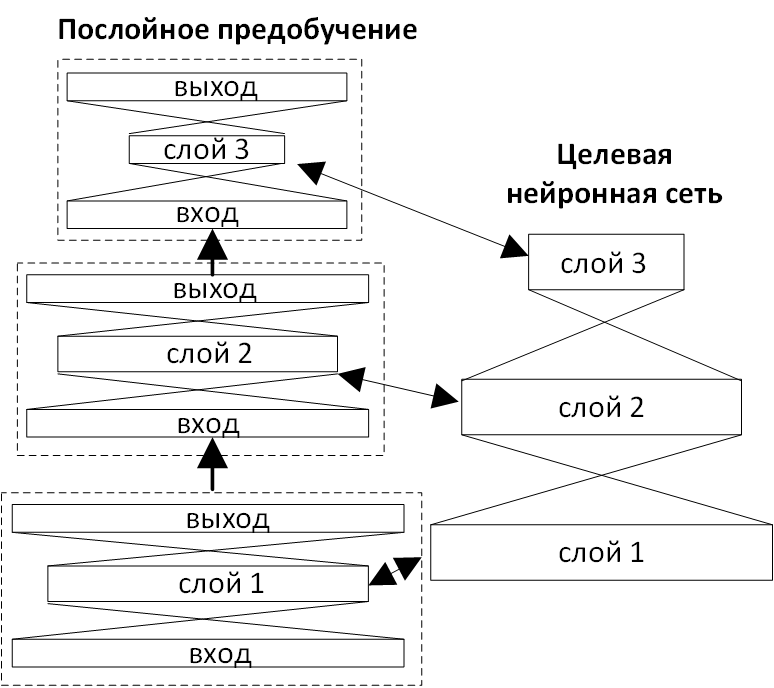 Послойное предобучение
выход
слой 3
вход
выход
слой 2
вход
выход
слой 1
вход
Целевая
нейронная сеть
слой 3
слой 2
слой 1